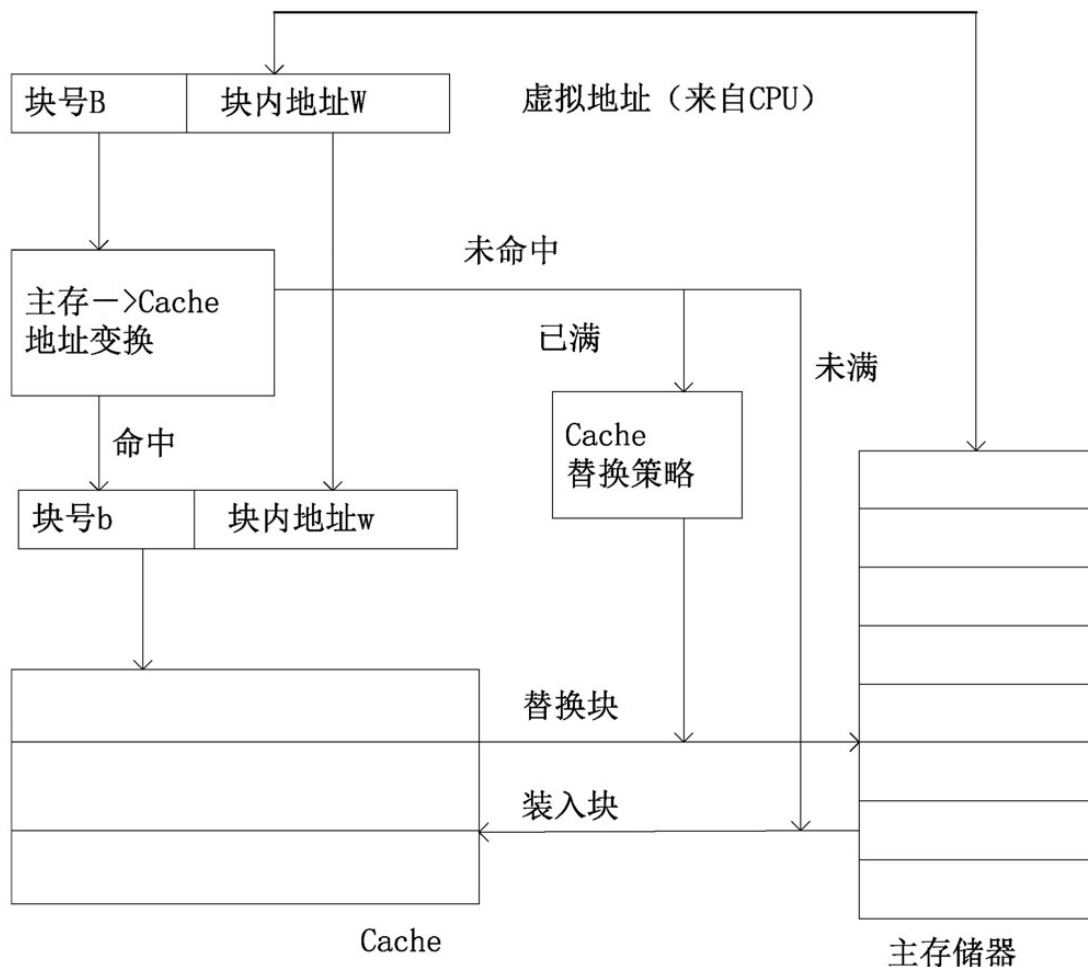 块号B
块内地址W
虚拟地址（来自CPU）
未命中
主存—>Cache
地址变换
已满
未满
命中
Cache
替换策略
块号b
块内地址w
替换块
装入块
Cache
主存储器